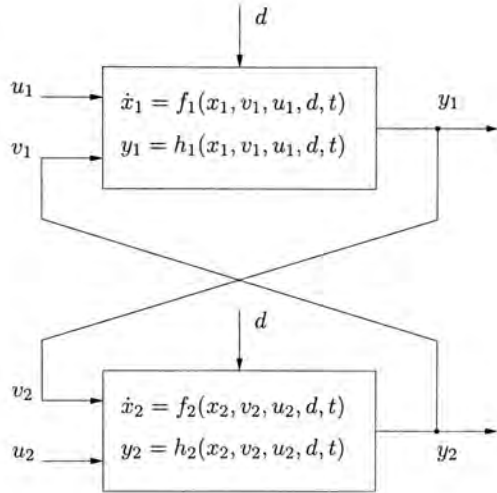 d
u₁
ẋ₁ = f₁(x₁, v₁, u₁, d, t)
y₁
v₁
y₁ = h₁(x₁, v₁, u₁, d, t)
d
v₂
ẋ₂ = f₂(x₂, v₂, u₂, d, t)
u₂
y₂ = h₂(x₂, v₂, u₂, d, t)
y₂